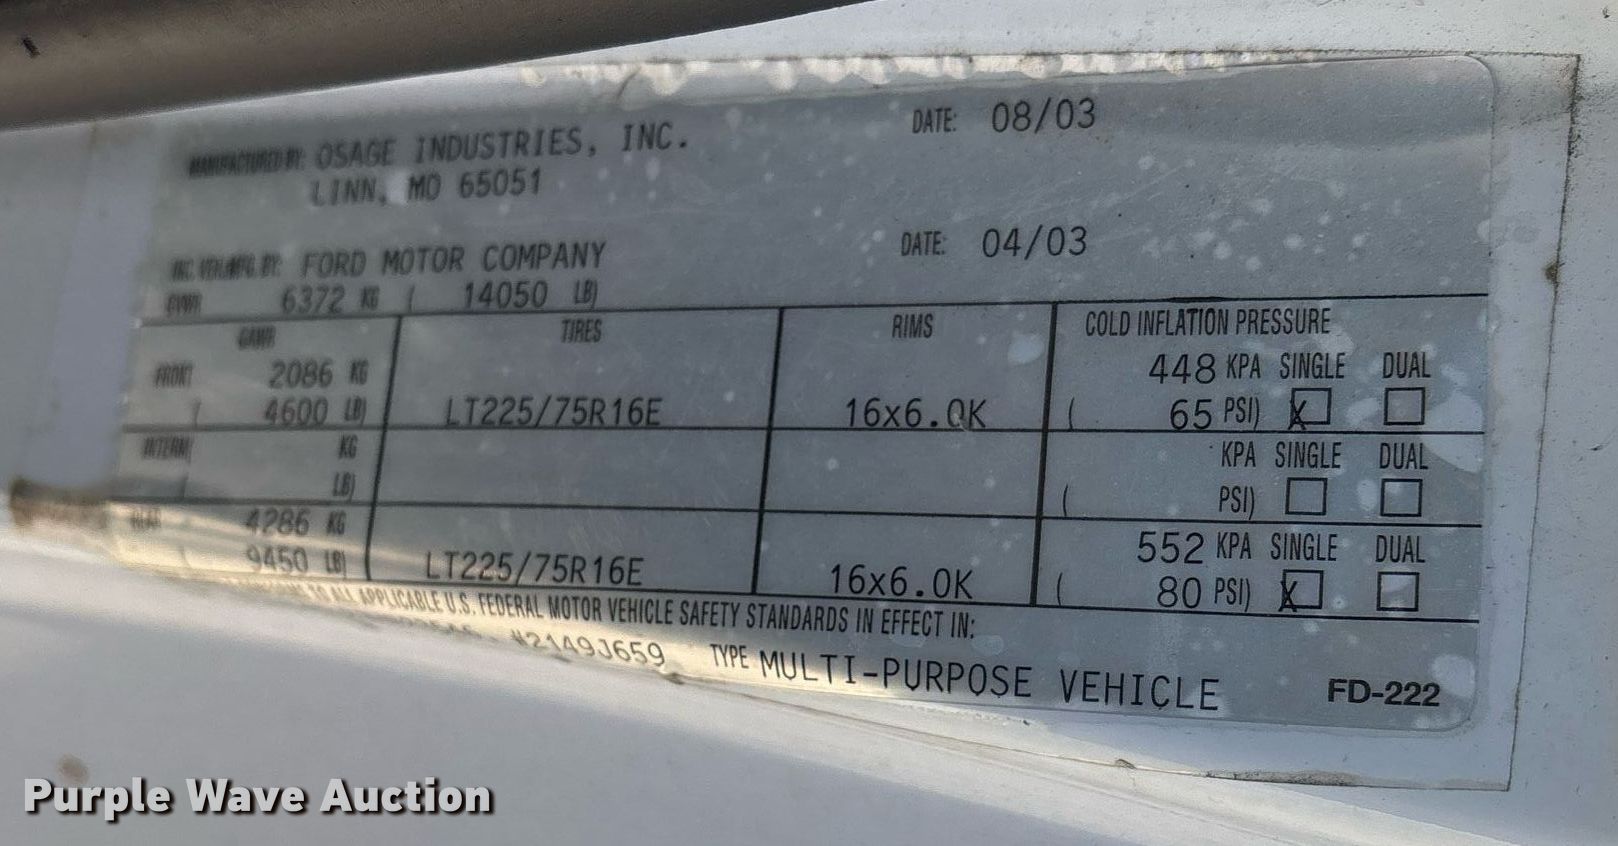 MANUFACTURED BY: OSAGE INDUSTRIES, INC. DATE: 08/03
LINN, MO 65051
INC. VEH. MFG. BY: FORD MOTOR COMPANY DATE: 04/03
GVWR 6372 KG ( 14050 LB)
GAWR TIRES RIMS COLD INFLATION PRESSURE
FRONT 2086 KG 448 KPA SINGLE DUAL
( 4600 LB) LT225/75R16E 16x6.0K ( 65 PSI) X
INTERM KG KPA SINGLE DUAL
LB) ( PSI)
REAR 4286 KG 552 KPA SINGLE DUAL
( 9450 LB) LT225/75R16E 16x6.0K ( 80 PSI) X
TO ALL APPLICABLE U.S. FEDERAL MOTOR VEHICLE SAFETY STANDARDS IN EFFECT IN:
#2149J659 TYPE MULTI-PURPOSE VEHICLE FD-222
Purple Wave Auction